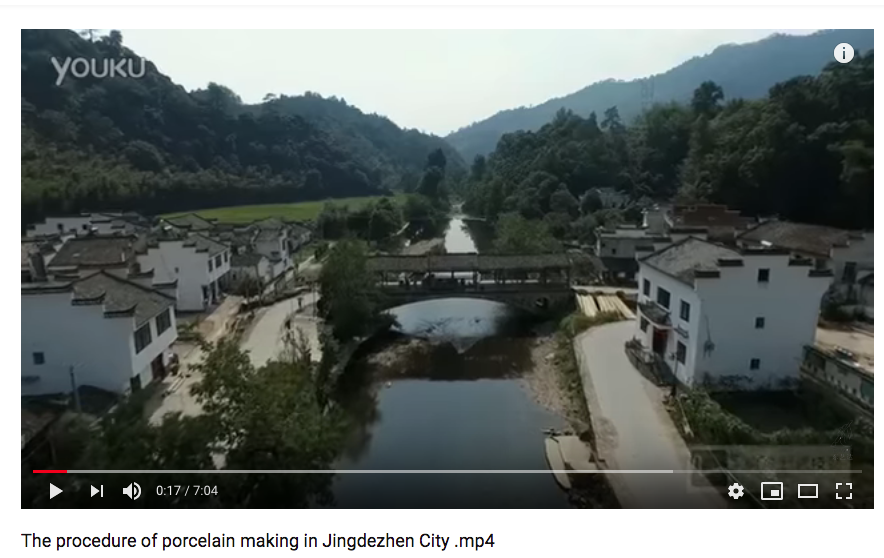 YOUKU
i
0:17 / 7:04
The procedure of porcelain making in Jingdezhen City .mp4